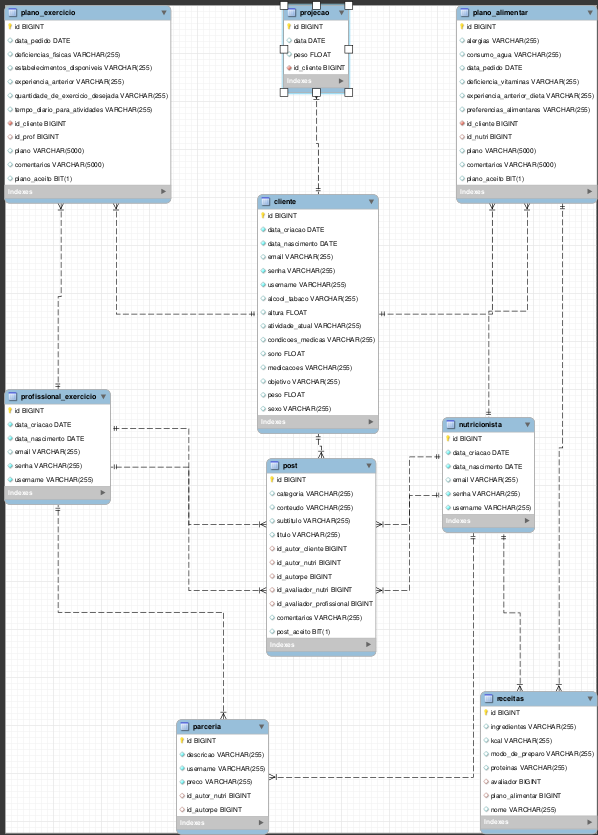 plano_exercicio
id BIGINT
data_pedido DATE
deficiencias_fisicas VARCHAR(255)
estabelecimentos_disponiveis VARCHAR(255)
experiencia_anterior VARCHAR(255)
quantidade_de_exercicio_desejada VARCHAR(255)
tempo_diario_para_atividades VARCHAR(255)
id_cliente BIGINT
id_prof BIGINT
plano VARCHAR(5000)
comentarios VARCHAR(5000)
plano_aceito BIT(1)
Indexes
projecao
id BIGINT
data DATE
peso FLOAT
id_cliente BIGINT
Indexes
plano_alimentar
id BIGINT
alergias VARCHAR(255)
consumo_agua VARCHAR(255)
data_pedido DATE
deficiencia_vitaminas VARCHAR(255)
experiencia_anterior_dieta VARCHAR(255)
preferencias_alimentares VARCHAR(255)
id_cliente BIGINT
id_nutri BIGINT
plano VARCHAR(5000)
comentarios VARCHAR(5000)
plano_aceito BIT(1)
Indexes
cliente
id BIGINT
data_criacao DATE
data_nascimento DATE
email VARCHAR(255)
senha VARCHAR(255)
username VARCHAR(255)
alcool_tabaco VARCHAR(255)
altura FLOAT
atividade_atual VARCHAR(255)
condicoes_medicas VARCHAR(255)
sono FLOAT
medicacoes VARCHAR(255)
objetivo VARCHAR(255)
peso FLOAT
sexo VARCHAR(255)
Indexes
profissional_exercicio
id BIGINT
data_criacao DATE
data_nascimento DATE
email VARCHAR(255)
senha VARCHAR(255)
username VARCHAR(255)
Indexes
nutricionista
id BIGINT
data_criacao DATE
data_nascimento DATE
email VARCHAR(255)
senha VARCHAR(255)
username VARCHAR(255)
Indexes
post
id BIGINT
categoria VARCHAR(255)
conteudo VARCHAR(255)
subtitulo VARCHAR(255)
titulo VARCHAR(255)
id_autor_cliente BIGINT
id_autor_nutri BIGINT
id_autorpe BIGINT
id_avaliador_nutri BIGINT
id_avaliador_profissional BIGINT
comentarios VARCHAR(255)
post_aceito BIT(1)
Indexes
parceria
id BIGINT
descricao VARCHAR(255)
username VARCHAR(255)
preco VARCHAR(255)
id_autor_nutri BIGINT
id_autorpe BIGINT
Indexes
receitas
id BIGINT
ingredientes VARCHAR(255)
kcal VARCHAR(255)
modo_de_preparo VARCHAR(255)
proteinas VARCHAR(255)
avaliador BIGINT
plano_alimentar BIGINT
nome VARCHAR(255)
Indexes